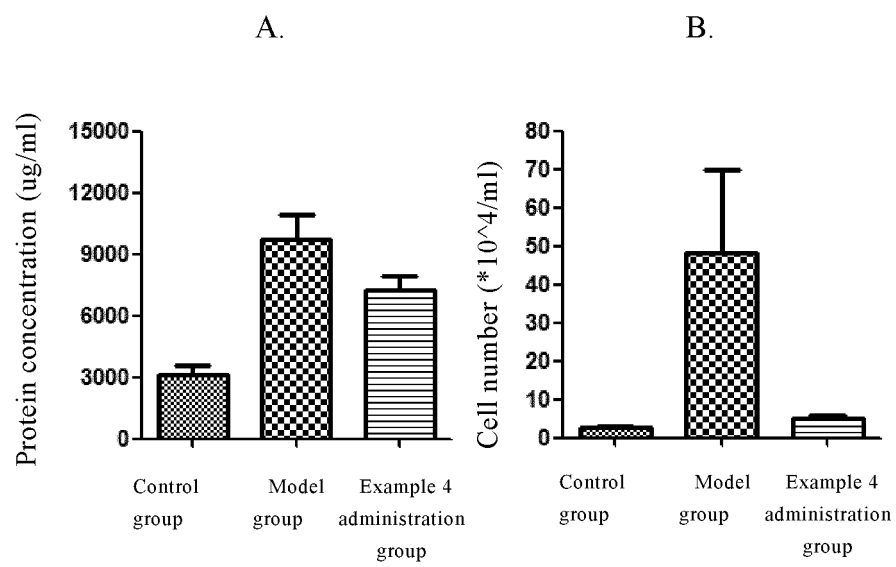 A.
Protein concentration (ug/ml)
15000
12000
9000
6000
3000
0
Control
group
Model
group
Example 4
administration
group
B.
Cell number (*10^4/ml)
80
70
60
50
40
30
20
10
0
Control
group
Model
group
Example 4
administration
group